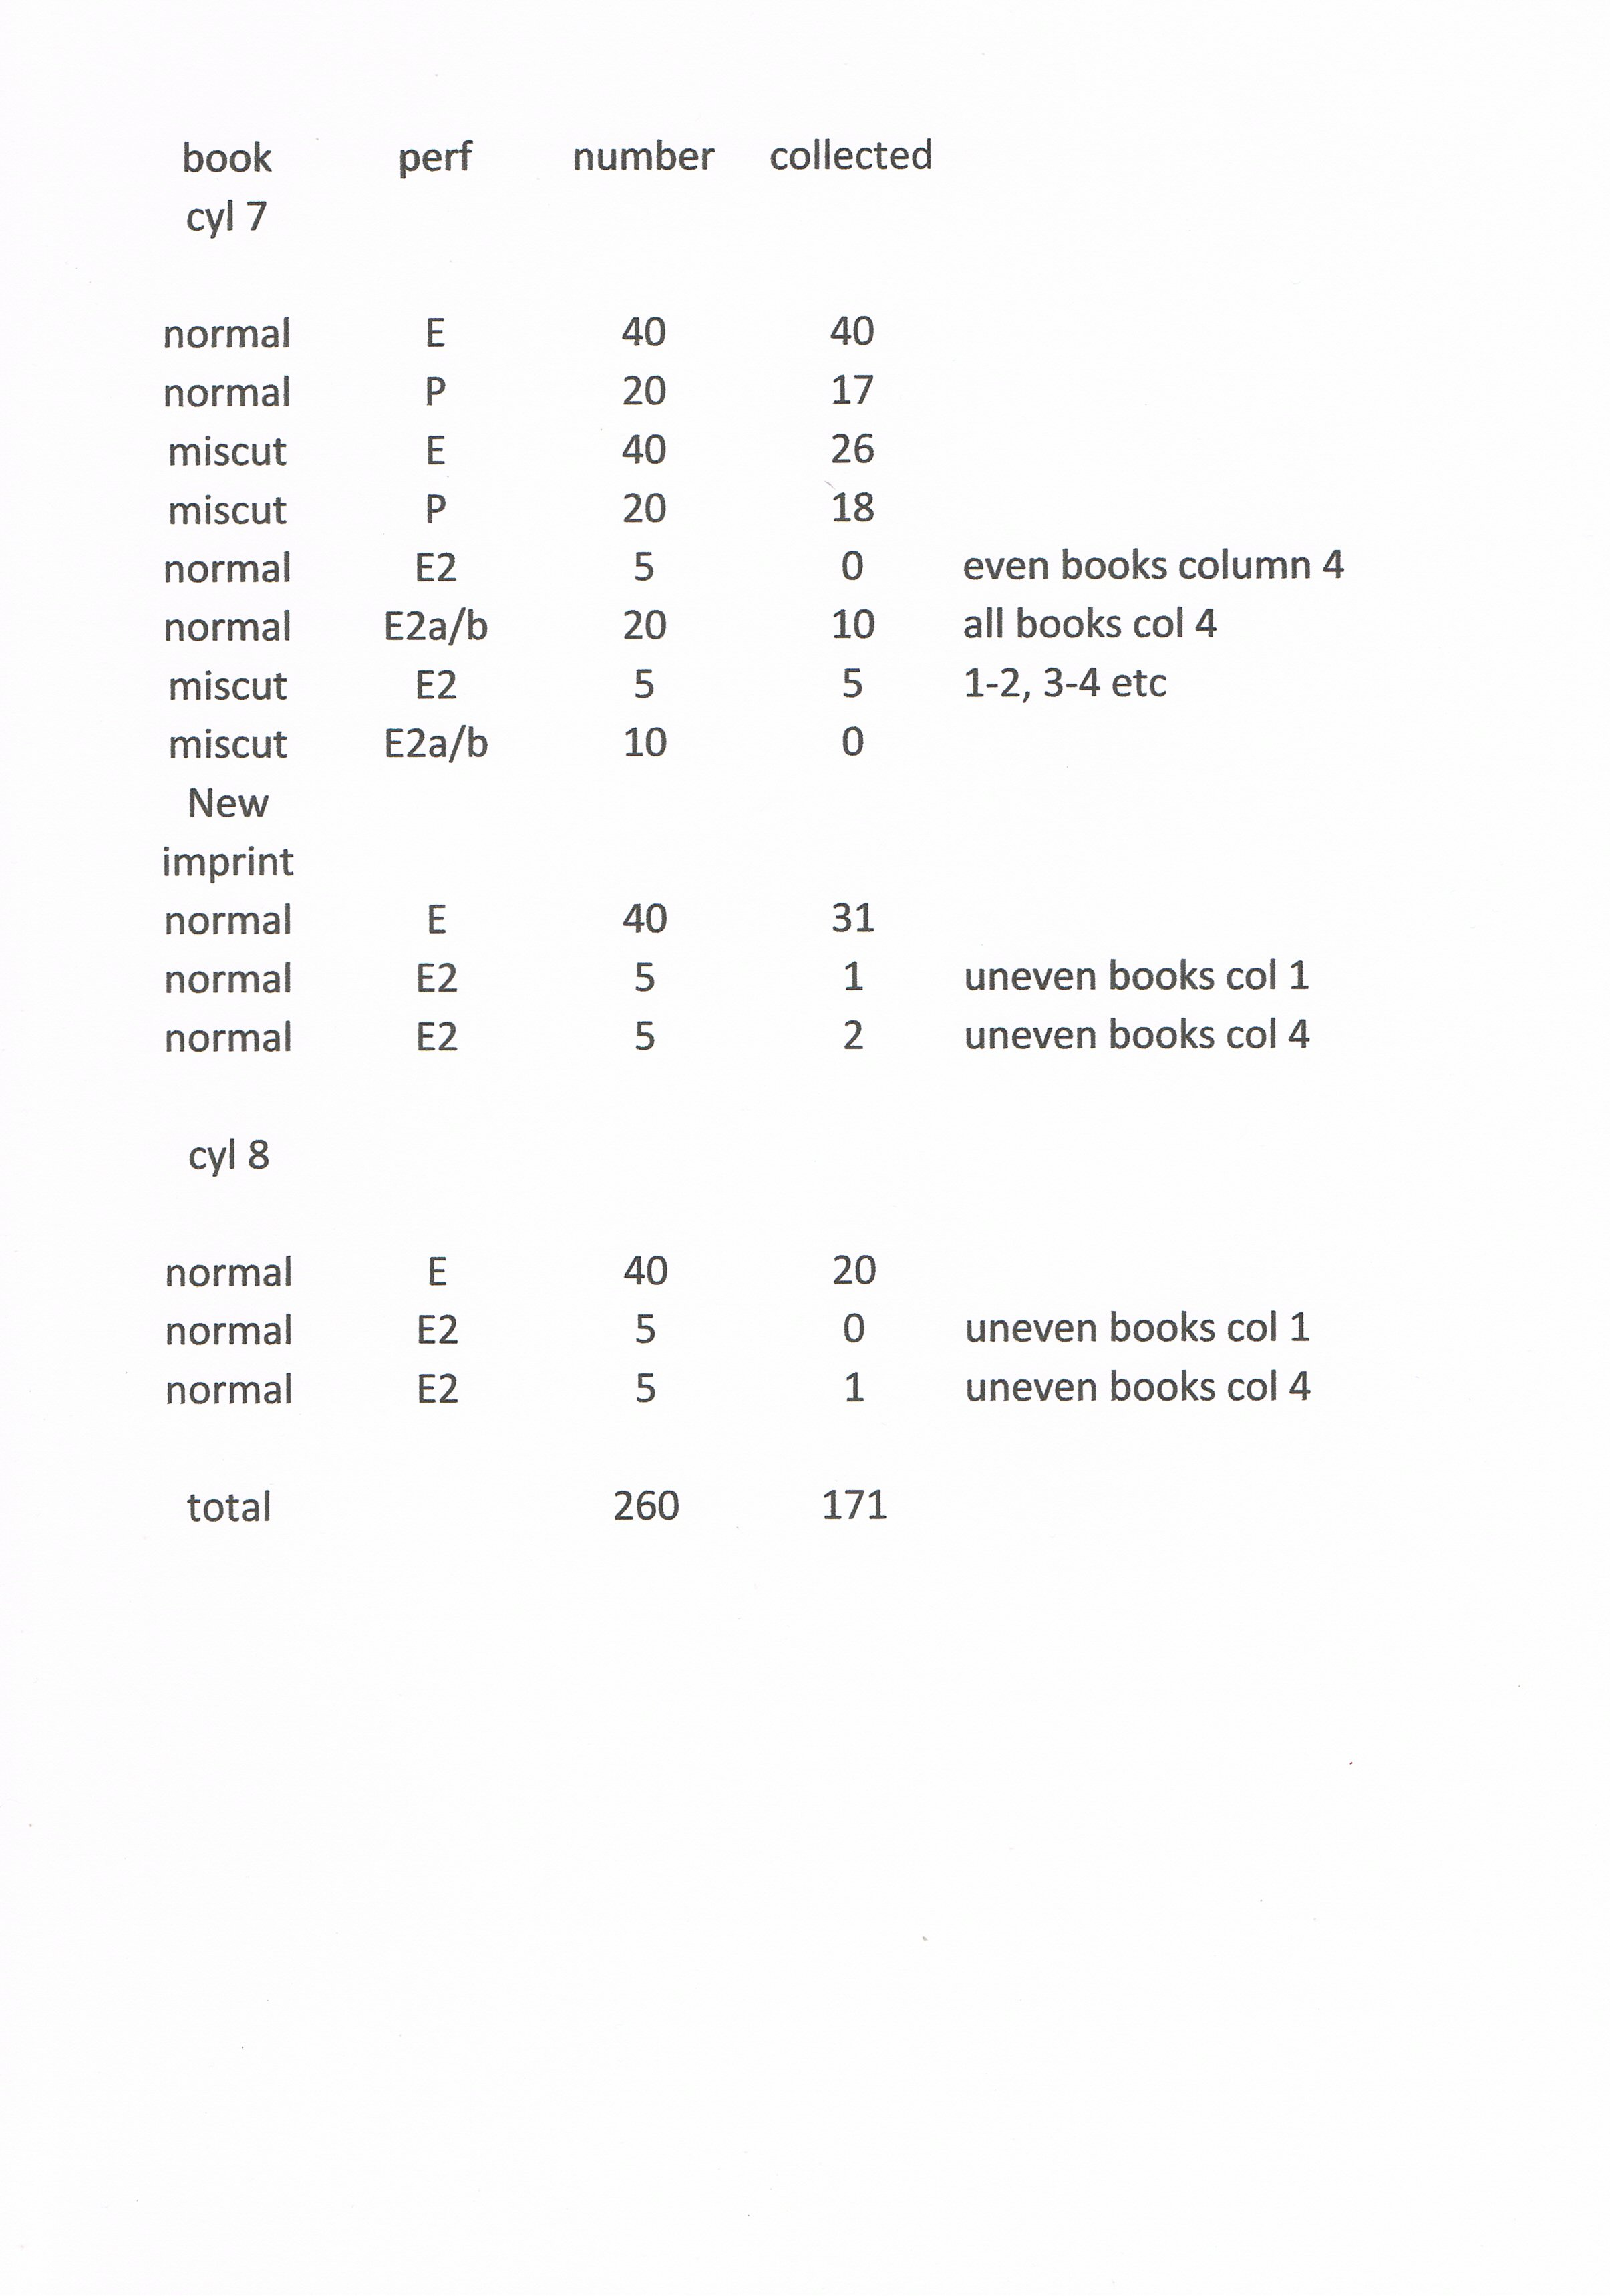 book perf number collected
cyl 7
normal E 40 40
normal P 20 17
miscut E 40 26
miscut P 20 18
normal E2 5 0 even books column 4
normal E2a/b 20 10 all books col 4
miscut E2 5 5 1-2, 3-4 etc
miscut E2a/b 10 0
New
imprint
normal E 40 31
normal E2 5 1 uneven books col 1
normal E2 5 2 uneven books col 4
cyl 8
normal E 40 20
normal E2 5 0 uneven books col 1
normal E2 5 1 uneven books col 4
total 260 171